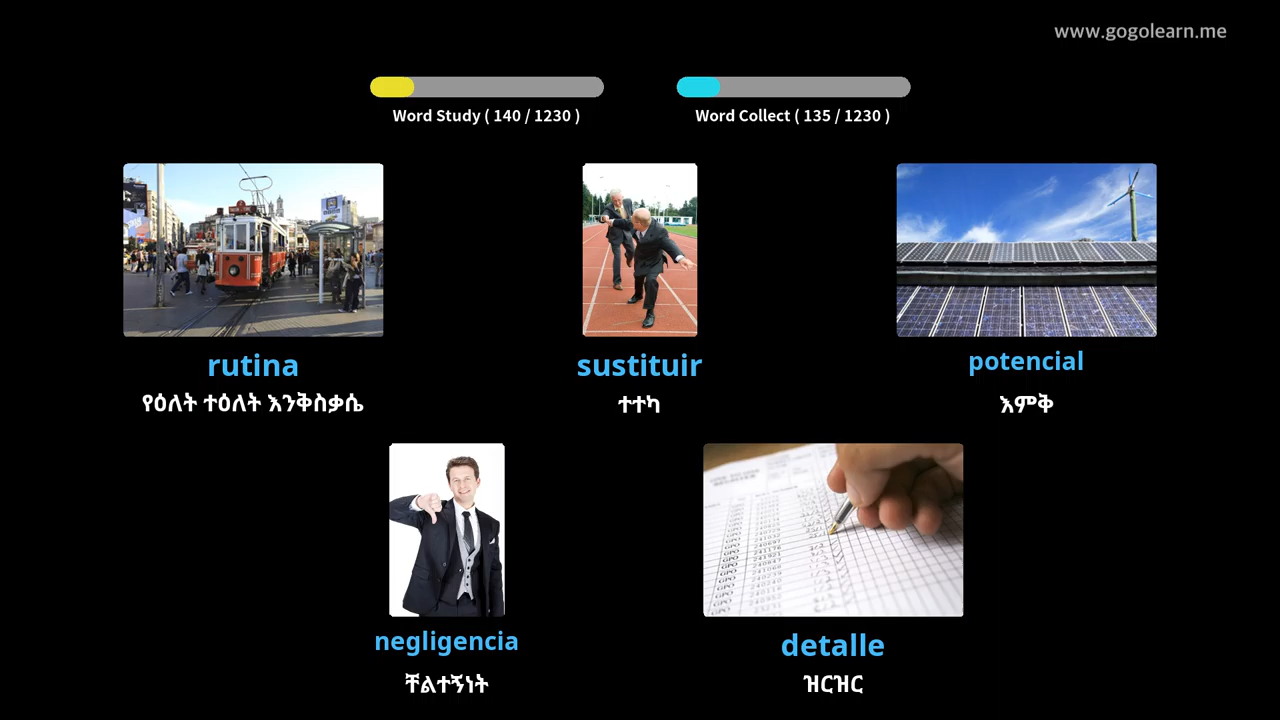 www.gogolearn.me
Word Study ( 140 / 1230 )
Word Collect ( 135 / 1230 )
rutina
የዕለት ተዕለት እንቅስቃሴ
sustituir
ተተካ
potencial
እምቅ
negligencia
ቸልተኝነት
detalle
ዝርዝር